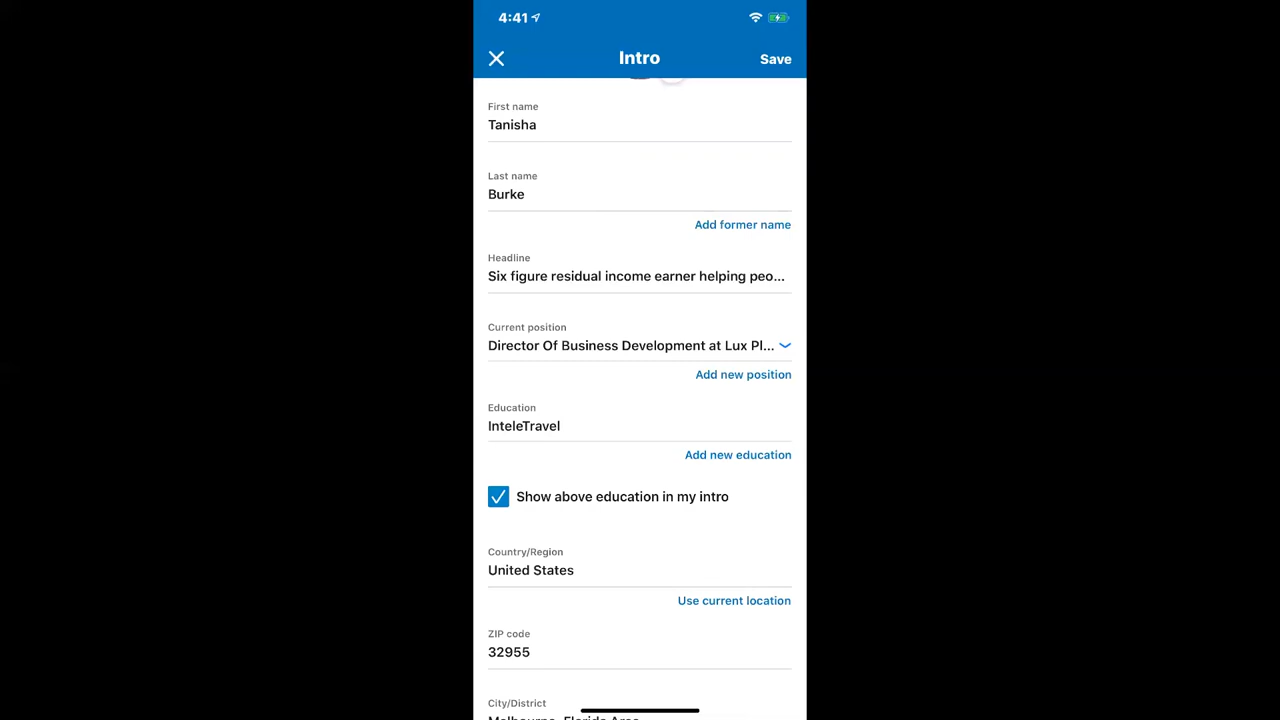 4:41
Intro
Save
First name
Tanisha
Last name
Burke
Add former name
Headline
Six figure residual income earner helping peo...
Current position
Director Of Business Development at Lux Pl...
Add new position
Education
InteleTravel
Add new education
Show above education in my intro
Country/Region
United States
Use current location
ZIP code
32955
City/District
Melbourne, Florida Area